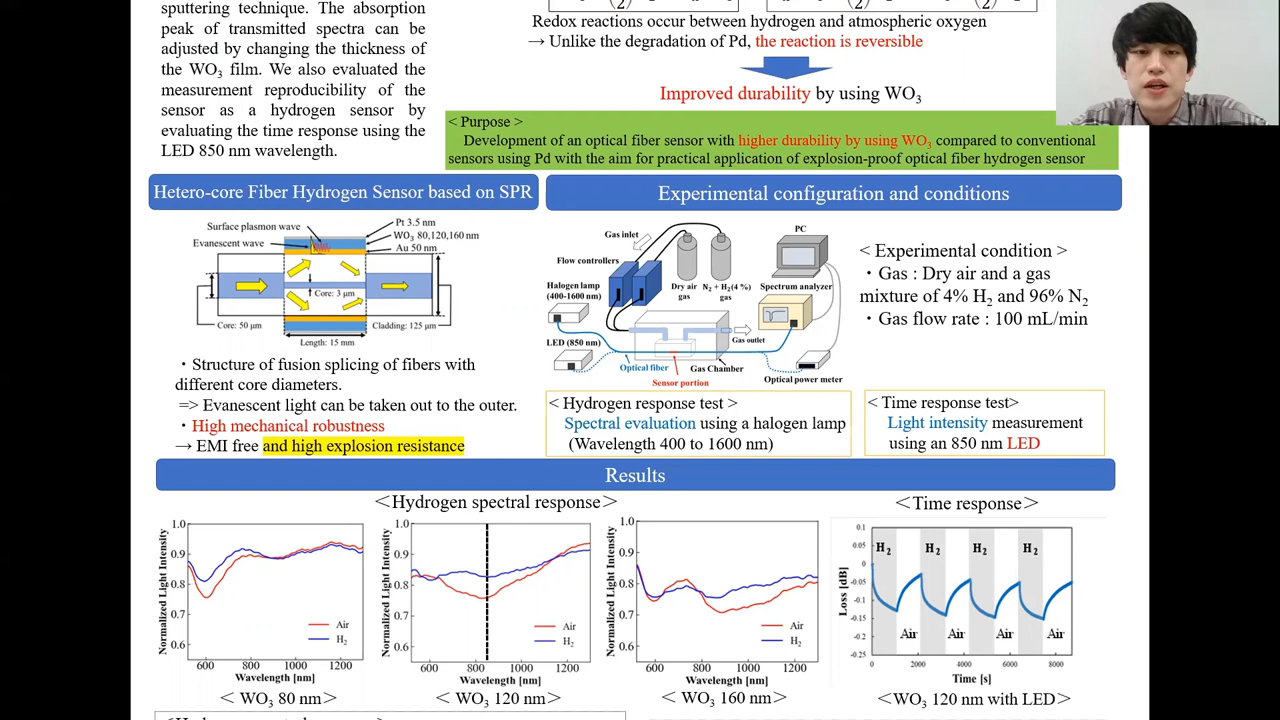 sputtering technique. The absorption
peak of transmitted spectra can be
adjusted by changing the thickness of
the WO₃ film. We also evaluated the
measurement reproducibility of the
sensor as a hydrogen sensor by
evaluating the time response using the
LED 850 nm wavelength.
Redox reactions occur between hydrogen and atmospheric oxygen
→ Unlike the degradation of Pd, the reaction is reversible
Improved durability by using WO₃
< Purpose >
Development of an optical fiber sensor with higher durability by using WO₃ compared to conventional
sensors using Pd with the aim for practical application of explosion-proof optical fiber hydrogen sensor
Hetero-core Fiber Hydrogen Sensor based on SPR
Surface plasmon wave
Evanescent wave
Pt 3.5 nm
WO₃ 80,120,160 nm
Au 50 nm
Core: 3 μm
Core: 50 μm
Cladding: 125 μm
Length: 15 mm
・Structure of fusion splicing of fibers with
different core diameters.
=> Evanescent light can be taken out to the outer.
・High mechanical robustness
→ EMI free and high explosion resistance
Experimental configuration and conditions
Gas inlet
Flow controllers
Halogen lamp
(400-1600 nm)
LED (850 nm)
Dry air
gas
N₂ + H₂(4 %)
gas
PC
Spectrum analyzer
Gas outlet
Optical fiber
Gas Chamber
Sensor portion
Optical power meter
< Experimental condition >
・Gas : Dry air and a gas
mixture of 4% H₂ and 96% N₂
・Gas flow rate : 100 mL/min
< Hydrogen response test >
Spectral evaluation using a halogen lamp
(Wavelength 400 to 1600 nm)
< Time response test>
Light intensity measurement
using an 850 nm LED
Results
<Hydrogen spectral response>
<Time response>
Normalized Light Intensity
1.0
0.9
0.8
0.7
0.6
Air
H₂
600 800 1000 1200
Wavelength [nm]
< WO₃ 80 nm>
Normalized Light Intensity
1.0
0.9
0.8
0.7
0.6
Air
H₂
600 800 1000 1200
Wavelength [nm]
< WO₃ 120 nm>
Normalized Light Intensity
1.0
0.9
0.8
0.7
0.6
Air
H₂
600 800 1000 1200
Wavelength [nm]
< WO₃ 160 nm>
Loss [dB]
0.1
0.05
0
-0.05
-0.1
-0.15
-0.2
-0.25
H₂ H₂ H₂ H₂
Air Air Air Air
0 2000 4000 6000 8000
Time [s]
<WO₃ 120 nm with LED>